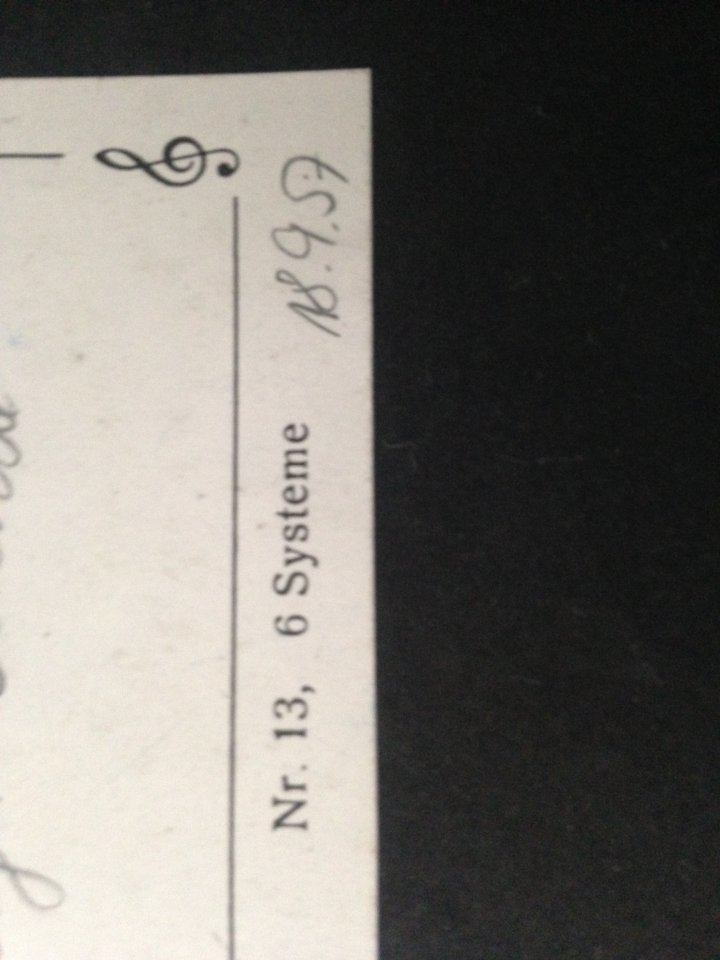 Nr. 13, 6 Systeme 18.9.57